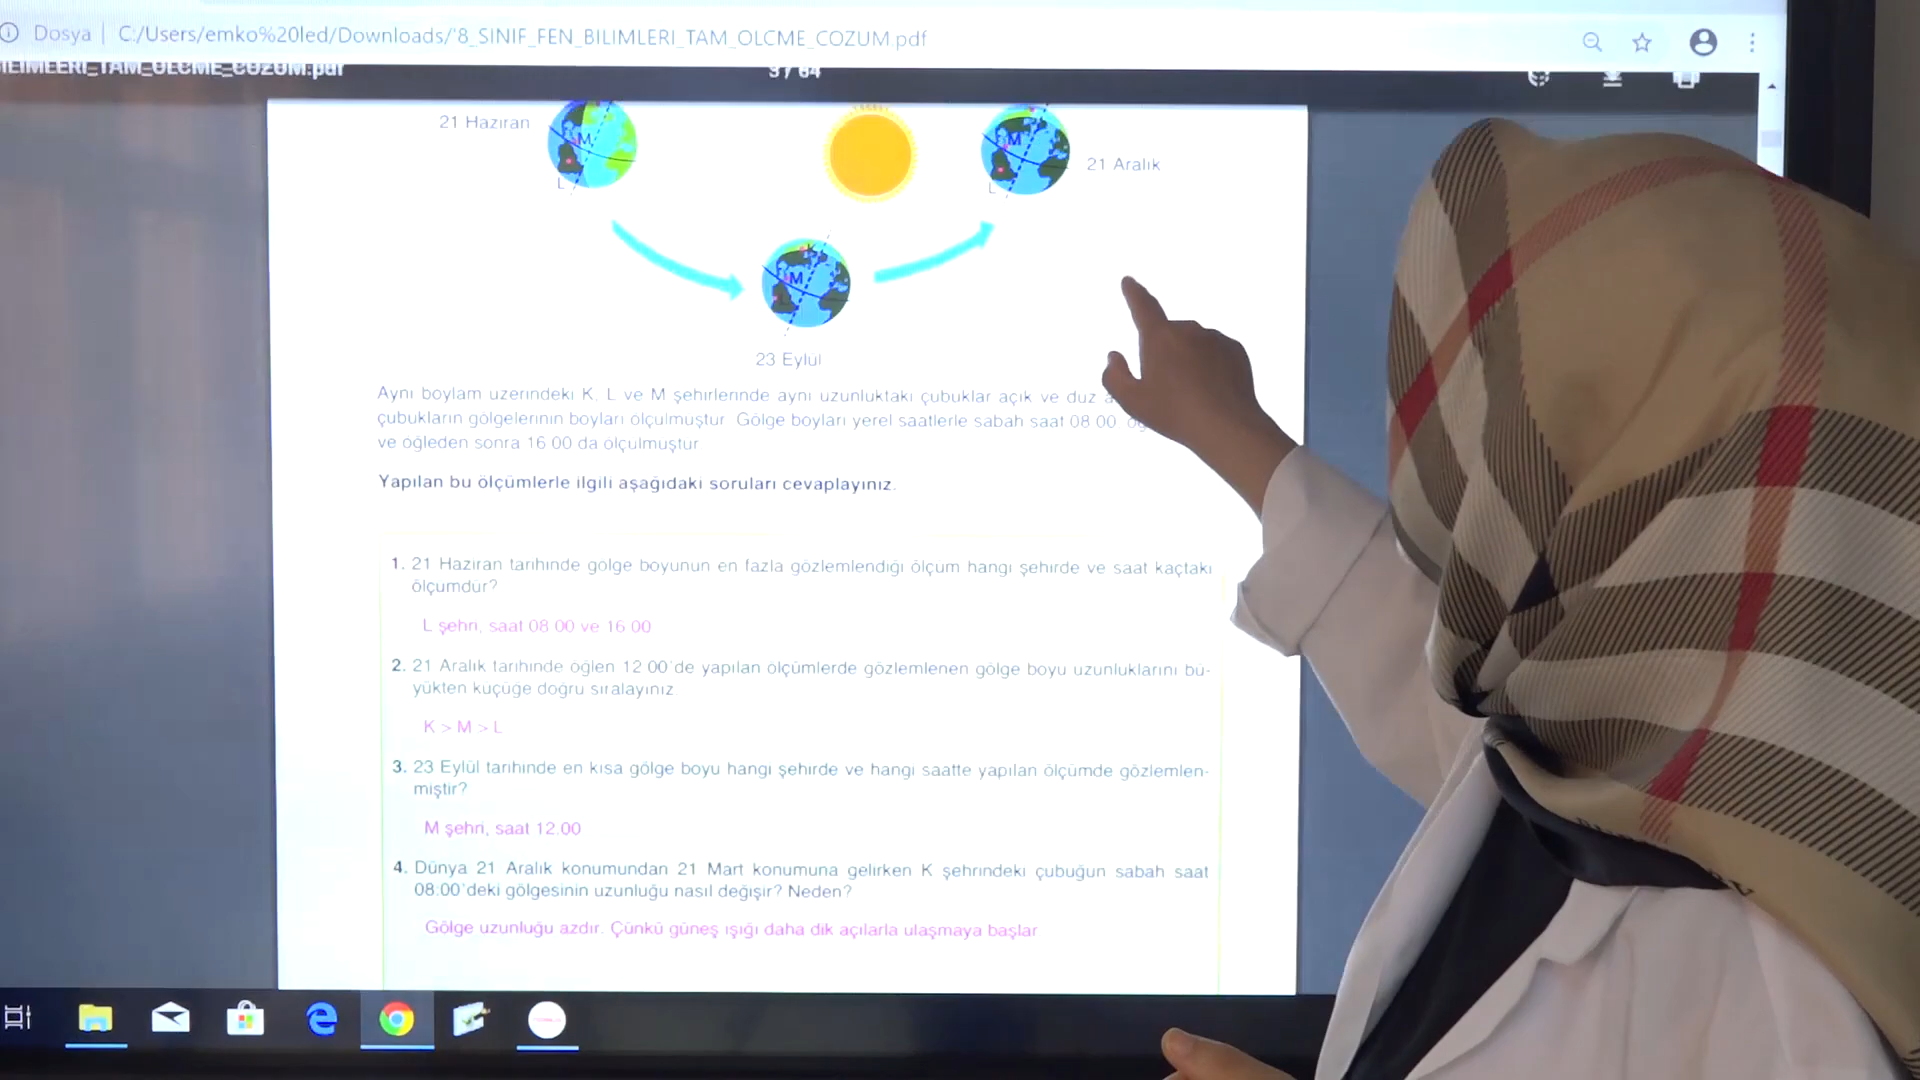 Dosya | C:/Users/emko%20led/Downloads/'8_SINIF_FEN_BILIMLERI_TAM_OLCME_COZUM.pdf
ILIMLERI_TAM_OLCME_COZUM.pdf
3 / 64
21 Haziran
M
L
M
L
21 Aralık
K
M
23 Eylül
Aynı boylam üzerindeki K, L ve M şehirlerinde aynı uzunluktaki çubuklar açık ve düz
çubukların gölgelerinin boyları ölçülmüştür. Gölge boyları yerel saatlerle sabah saat 08.00,
ve öğleden sonra 16.00 da ölçülmüştür
Yapılan bu ölçümlerle ilgili aşağıdaki soruları cevaplayınız.
1. 21 Haziran tarihinde gölge boyunun en fazla gözlemlendiği ölçüm hangi şehirde ve saat kaçtaki
ölçümdür?
L şehri, saat 08.00 ve 16.00
2. 21 Aralık tarihinde öğlen 12.00'de yapılan ölçümlerde gözlemlenen gölge boyu uzunluklarını bü-
yükten küçüğe doğru sıralayınız.
K > M > L
3. 23 Eylül tarihinde en kısa gölge boyu hangi şehirde ve hangi saatte yapılan ölçümde gözlemlen-
miştir?
M şehri, saat 12.00
4. Dünya 21 Aralık konumundan 21 Mart konumuna gelirken K şehrindeki çubuğun sabah saat
08:00'deki gölgesinin uzunluğu nasıl değişir? Neden?
Gölge uzunluğu azdır. Çünkü güneş ışığı daha dik açılarla ulaşmaya başlar